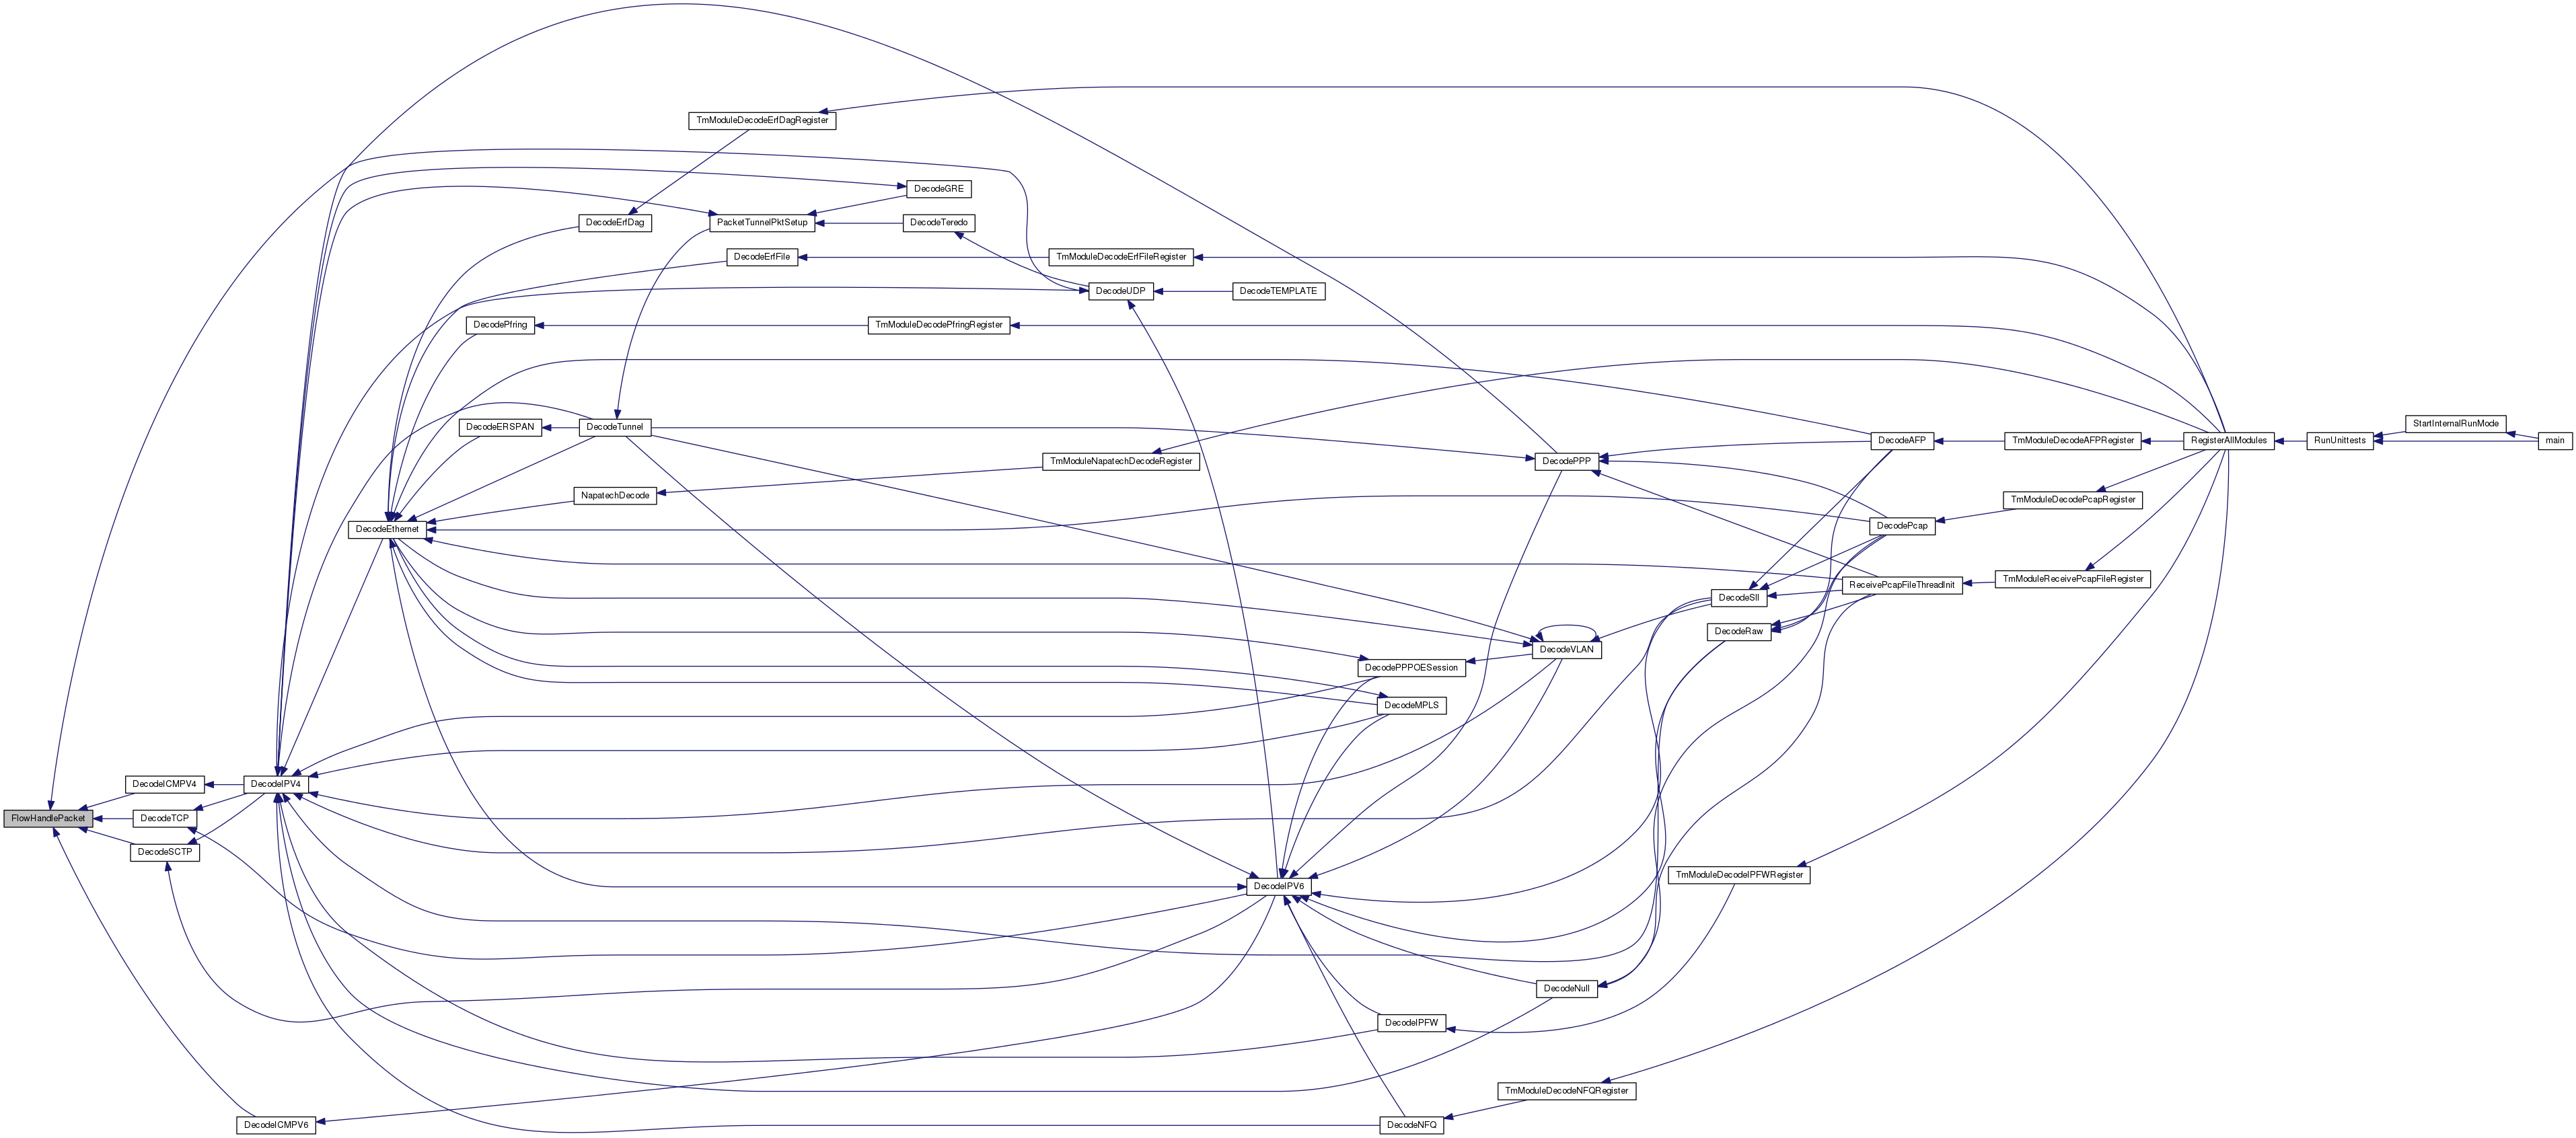 TmModuleDecodeErfDagRegister
DecodeGRE
DecodeErfDag
PacketTunnelPktSetup
DecodeTeredo
DecodeErfFile
TmModuleDecodeErfFileRegister
DecodeUDP
DecodeTEMPLATE
DecodePfring
TmModuleDecodePfringRegister
StartInternalRunMode
DecodeERSPAN
DecodeTunnel
DecodeAFP
TmModuleDecodeAFPRegister
RegisterAllModules
RunUnittests
main
TmModuleNapatechDecodeRegister
DecodePPP
NapatechDecode
TmModuleDecodePcapRegister
DecodeEthernet
DecodePcap
ReceivePcapFileThreadInit
TmModuleReceivePcapFileRegister
DecodeSll
DecodeRaw
DecodeVLAN
DecodePPPOESession
DecodeMPLS
DecodeICMPV4
DecodeIPV4
FlowHandlePacket
DecodeTCP
DecodeSCTP
TmModuleDecodeIPFWRegister
DecodeIPV6
DecodeNull
DecodeIPFW
TmModuleDecodeNFQRegister
DecodeICMPV6
DecodeNFQ